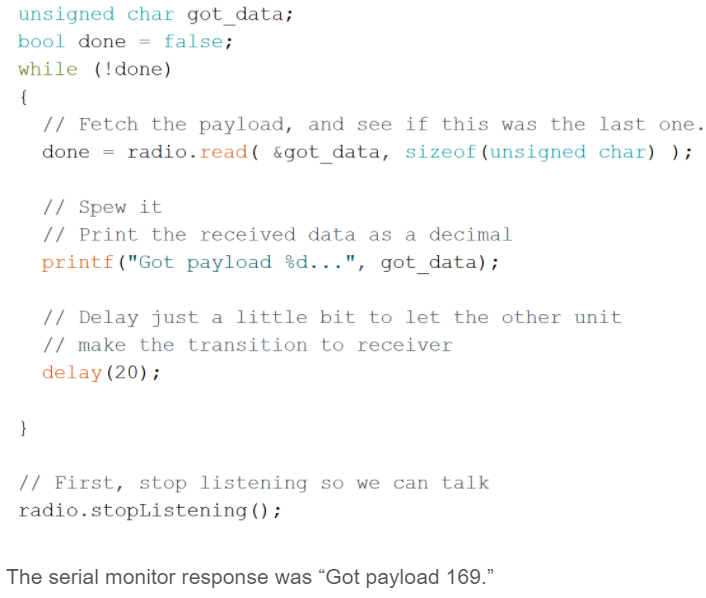 unsigned char got_data;
bool done = false;
while (!done)
{
// Fetch the payload, and see if this was the last one.
done = radio.read( &got_data, sizeof(unsigned char) );
// Spew it
// Print the received data as a decimal
printf("Got payload %d...", got_data);
// Delay just a little bit to let the other unit
// make the transition to receiver
delay(20);
}
// First, stop listening so we can talk
radio.stopListening();
The serial monitor response was “Got payload 169.”